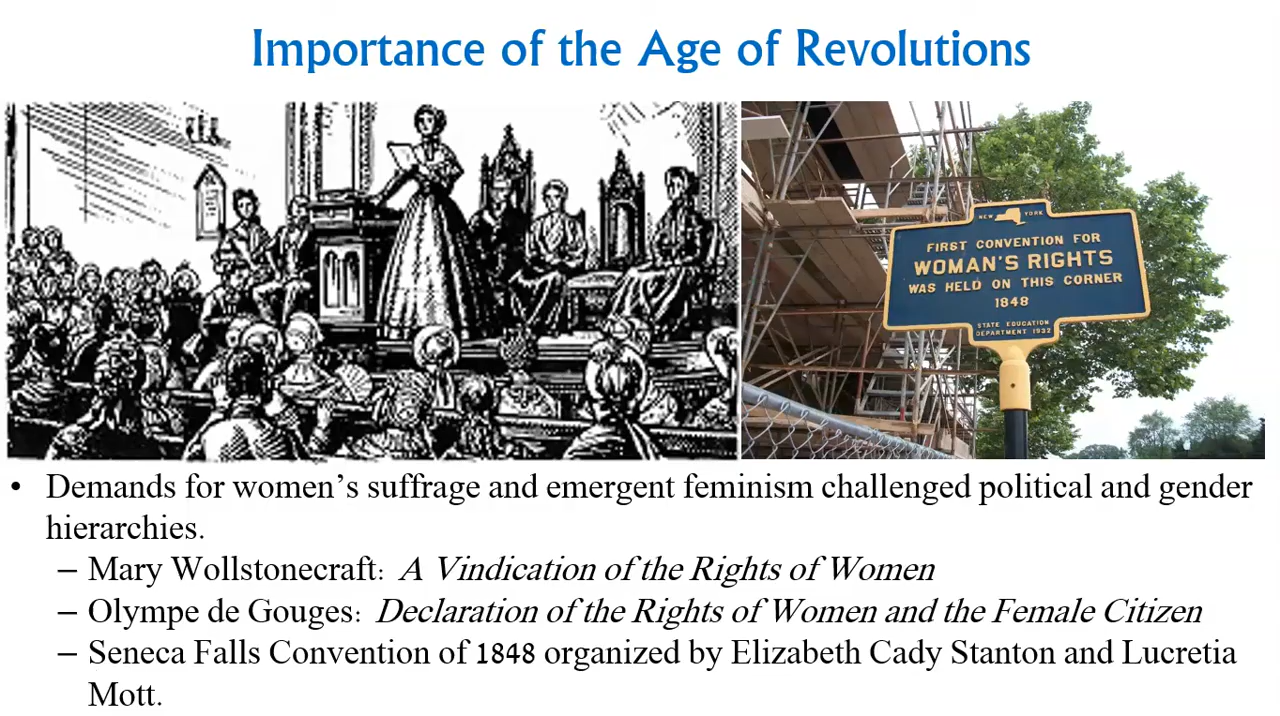 Importance of the Age of Revolutions
NEW YORK
FIRST CONVENTION FOR
WOMAN'S RIGHTS
WAS HELD ON THIS CORNER
1848
STATE EDUCATION
DEPARTMENT 1932
• Demands for women's suffrage and emergent feminism challenged political and gender
hierarchies.
– Mary Wollstonecraft: A Vindication of the Rights of Women
– Olympe de Gouges: Declaration of the Rights of Women and the Female Citizen
– Seneca Falls Convention of 1848 organized by Elizabeth Cady Stanton and Lucretia
Mott.